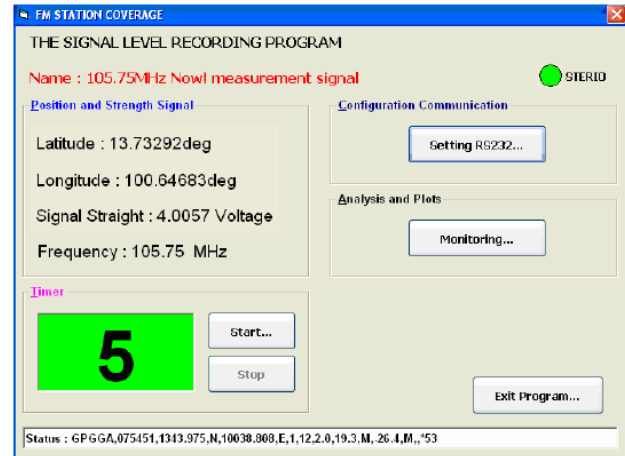 FM STATION COVERAGE
THE SIGNAL LEVEL RECORDING PROGRAM
Name : 105.75MHz Now! measurement signal
STERIO
Position and Strength Signal
Latitude : 13.73292deg
Longitude : 100.64683deg
Signal Straight : 4.0057 Voltage
Frequency : 105.75 MHz
Configuration Communication
Setting RS232...
Analysis and Plots
Monitoring...
Timer
5
Start...
Stop
Exit Program...
Status : GPGGA,075451,1343.975,N,10038.808,E,1,12,2.0,19.3,M,-26.4,M,,*53